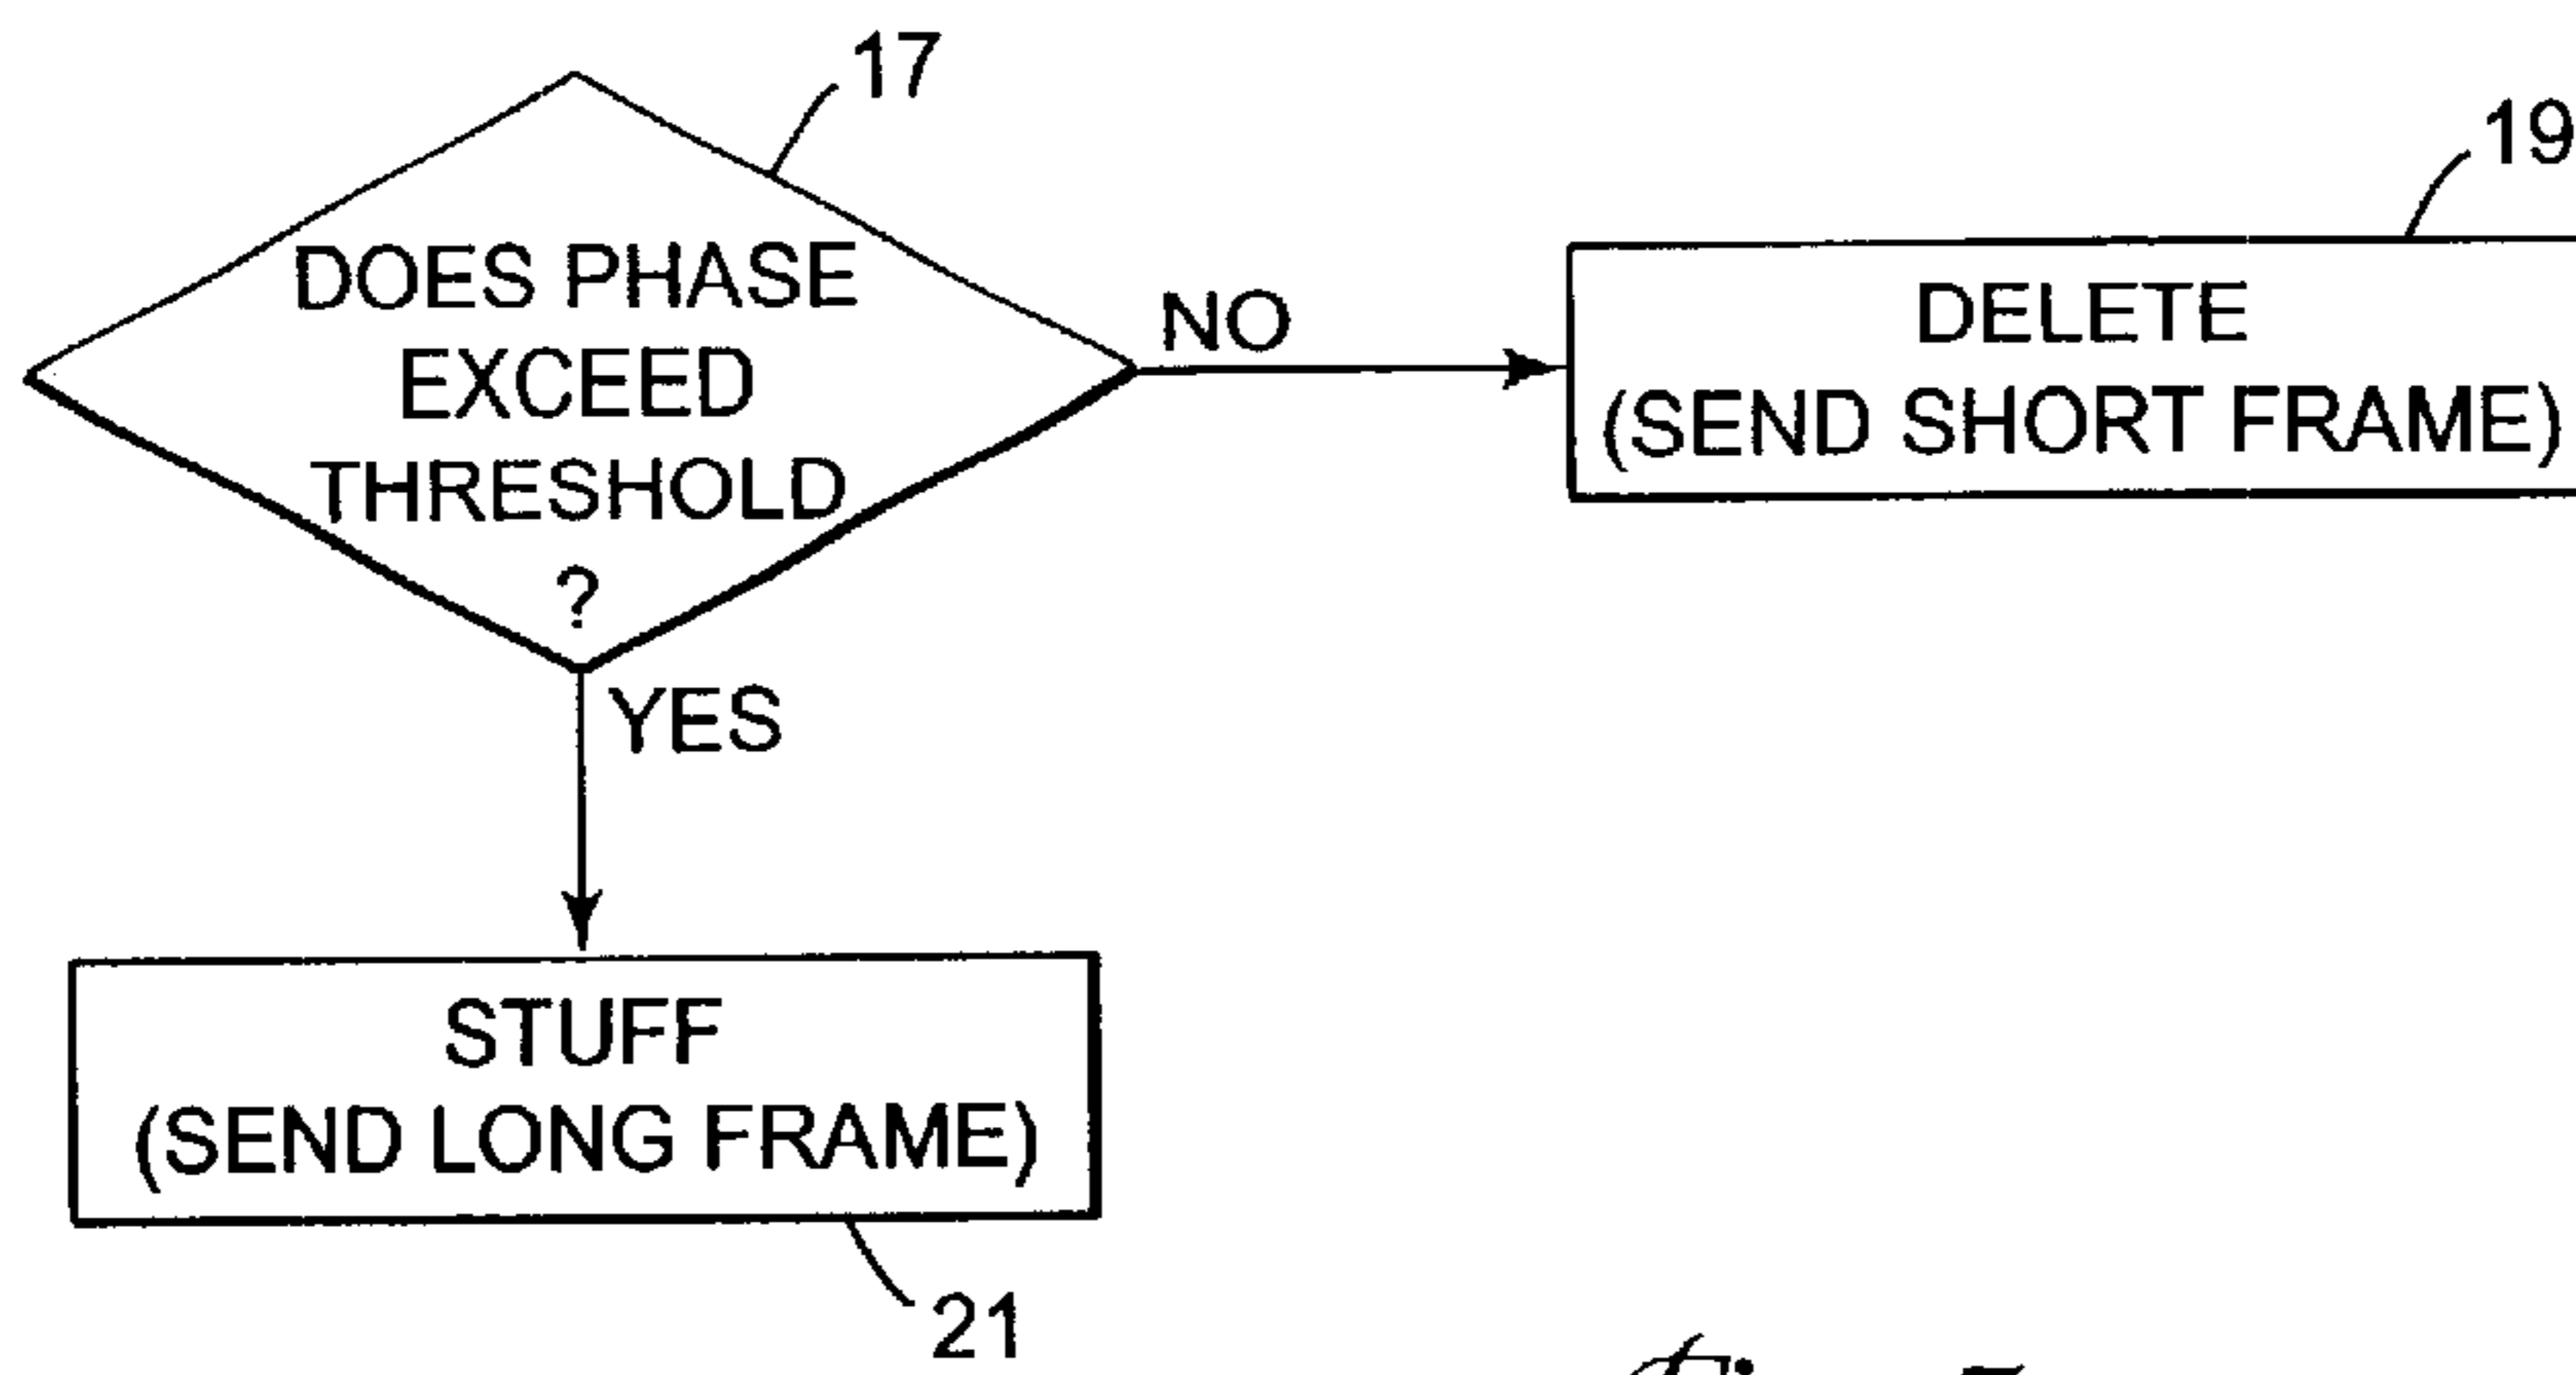 17
19
DOES PHASE
EXCEED
THRESHOLD
?
NO
DELETE
(SEND SHORT FRAME)
YES
STUFF
(SEND LONG FRAME)
21